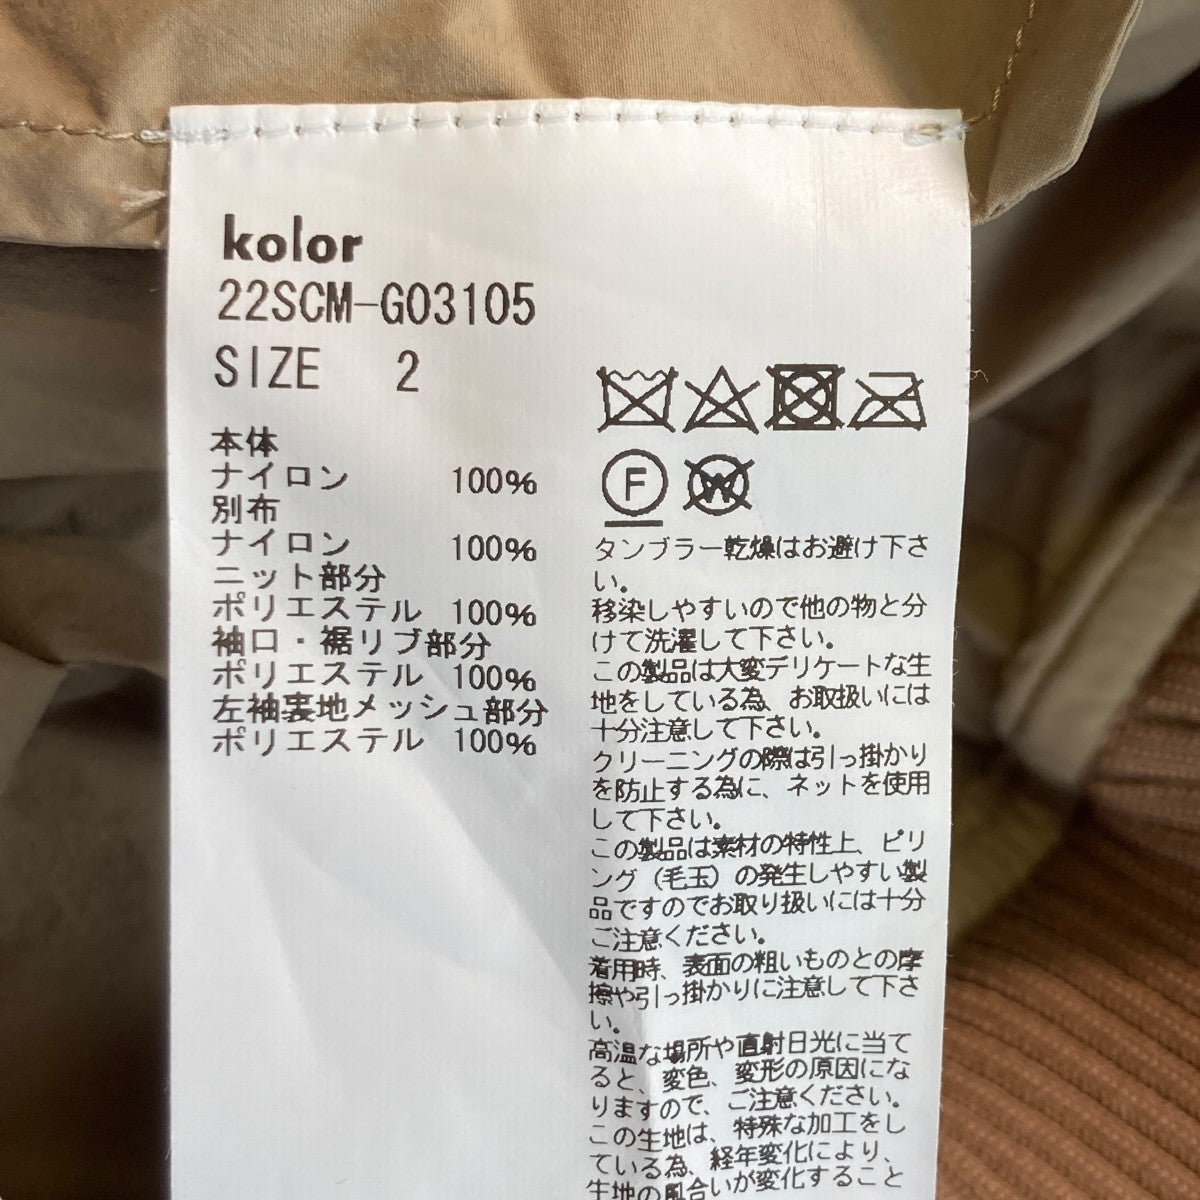 kolor
22SCM-G03105
SIZE 2
本体
ナイロン 100%
別布
ナイロン 100%
ニット部分
ポリエステル 100%
袖口・裾リブ部分
ポリエステル 100%
左袖裏地メッシュ部分
ポリエステル 100%
F
W
タンブラー乾燥はお避け下さ
い。
移染しやすいので他の物と分
けて洗濯して下さい。
この製品は大変デリケートな生
地をしている為、お取扱いには
十分注意して下さい。
クリーニングの際は引っ掛かり
を防止する為に、ネットを使用
して下さい。
この製品は素材の特性上、ピリ
ング（毛玉）の発生しやすい製
品ですのでお取り扱いには十分
ご注意ください。
着用時、表面の粗いものとの摩
擦や引っ掛かりに注意して下さ
い。
高温な場所や直射日光に当て
ると、変色、変形の原因にな
りますので、ご注意ください。
この生地は、特殊な加工をし
ている為、経年変化により、
生地の風合いが変化すること